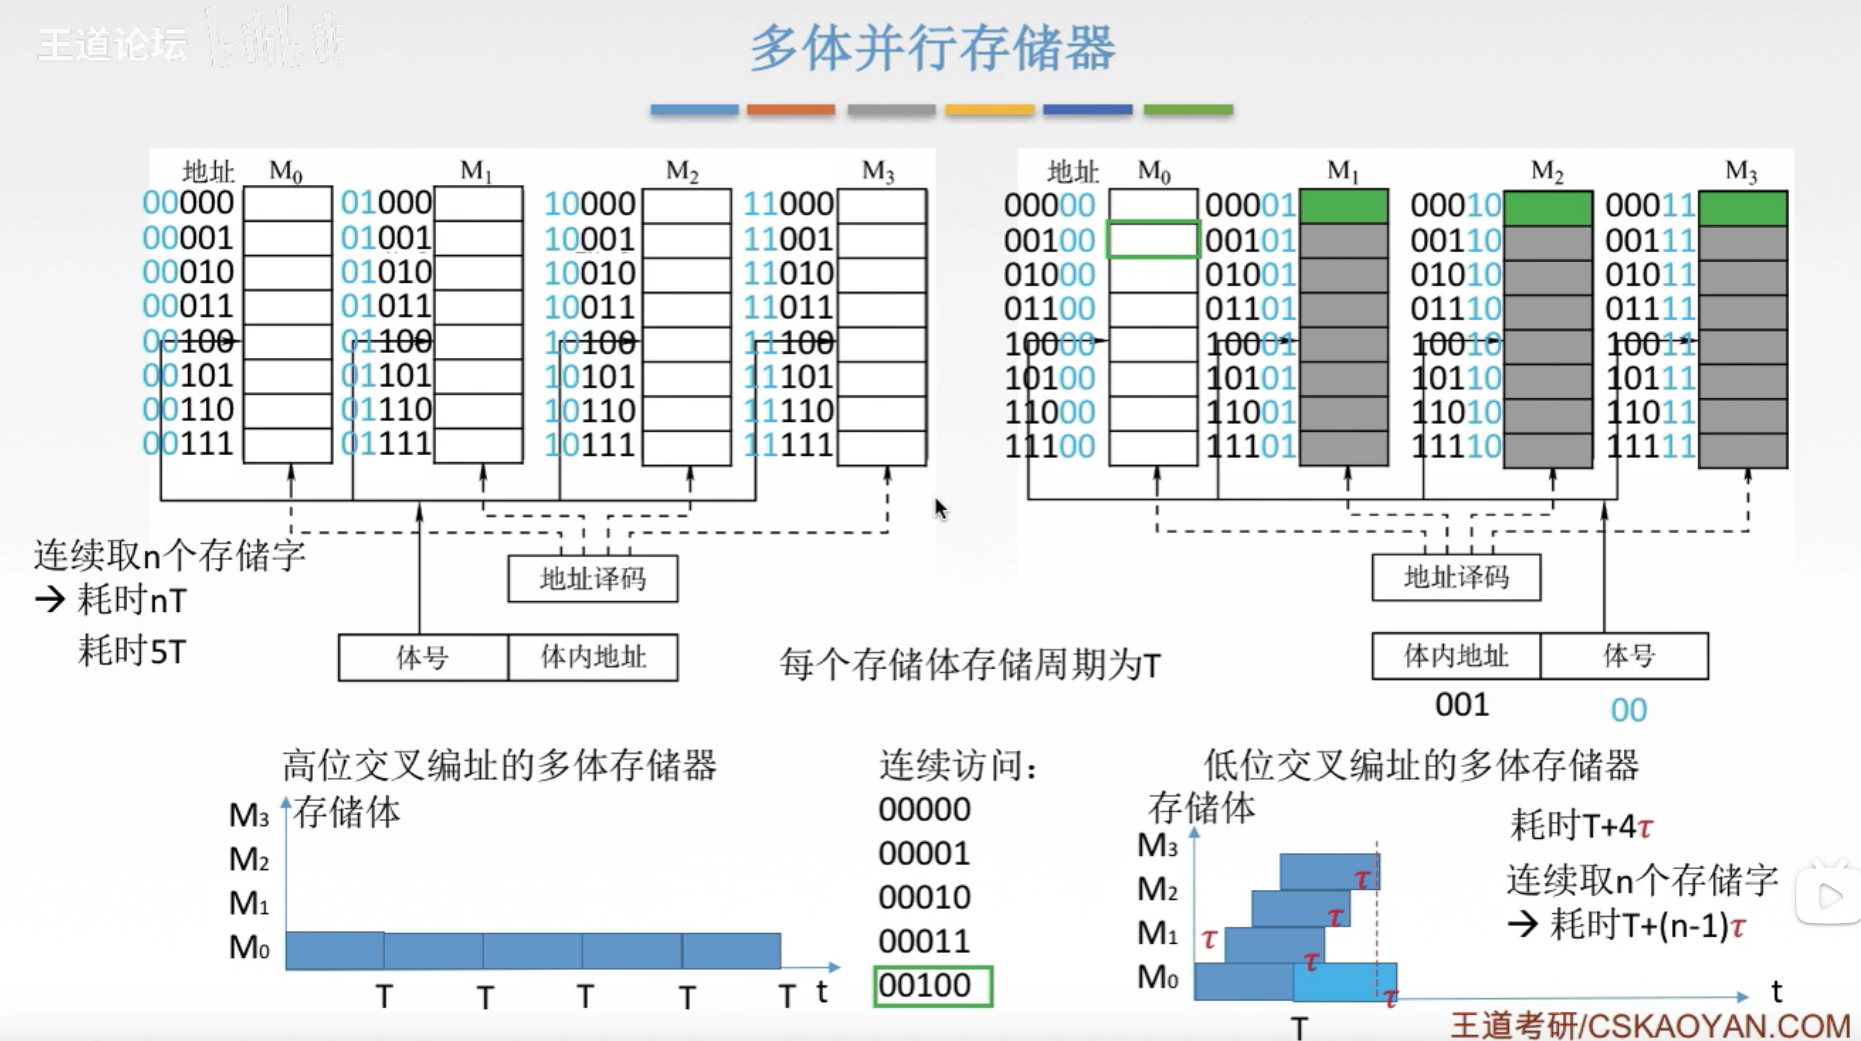 王道论坛 bilibili
多体并行存储器
地址 M0 M1 M2 M3
00000 01000 10000 11000
00001 01001 10001 11001
00010 01010 10010 11010
00011 01011 10011 11011
00100 01100 10100 11100
00101 01101 10101 11101
00110 01110 10110 11110
00111 01111 10111 11111
地址译码
体号 体内地址
连续取n个存储字
→ 耗时nT
耗时5T
地址 M0 M1 M2 M3
00000 00001 00010 00011
00100 00101 00110 00111
01000 01001 01010 01011
01100 01101 01110 01111
10000 10001 10010 10011
10100 10101 10110 10111
11000 11001 11010 11011
11100 11101 11110 11111
地址译码
体内地址 体号
001 00
每个存储体存储周期为T
高位交叉编址的多体存储器
存储体
M3
M2
M1
M0
T T T T T t
连续访问：
00000
00001
00010
00011
00100
低位交叉编址的多体存储器
存储体
M3 τ
M2 τ
M1 τ τ
M0 τ
T t
耗时T+4τ
连续取n个存储字
→ 耗时T+(n-1)τ
王道考研/CSKAOYAN.COM